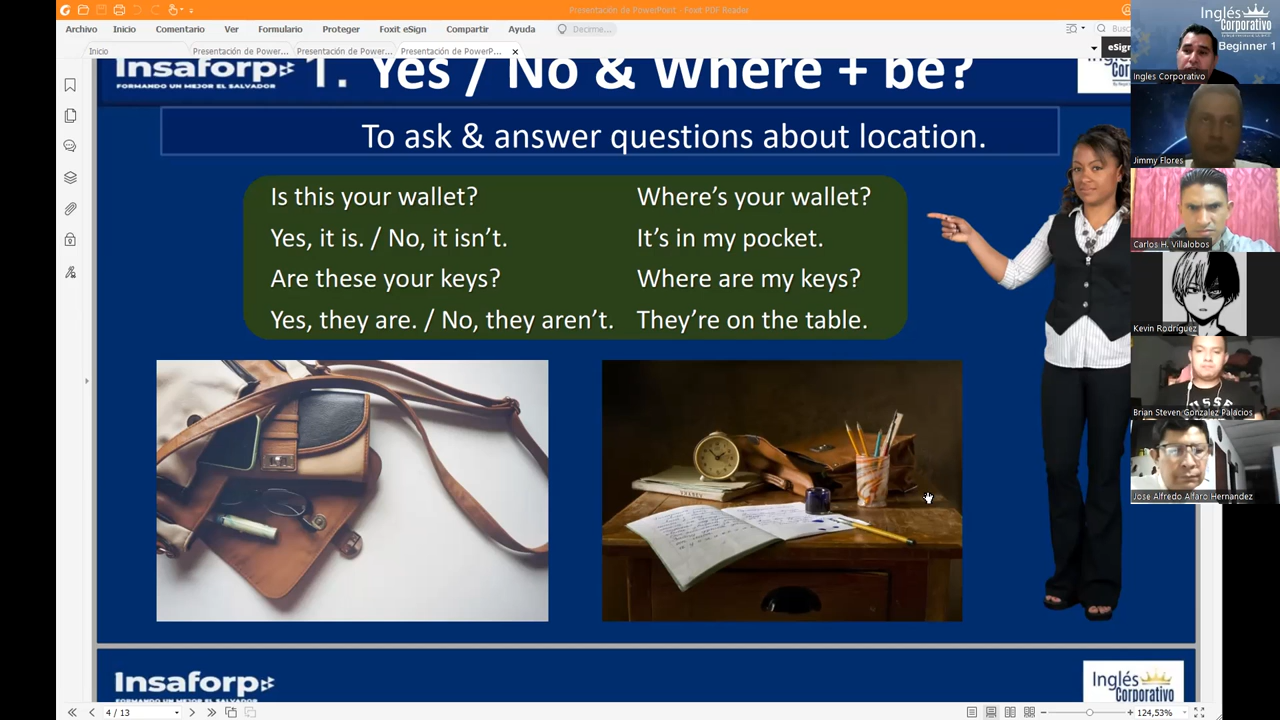 Presentación de PowerPoint - Foxit PDF Reader
Archivo Inicio Comentario Ver Formulario Proteger Foxit eSign Compartir Ayuda Decirme...
Inicio Presentación de Power... Presentación de Power... Presentación de PowerP...
eSign
Insaforp 1. Yes / No & Where + be?
FORMANDO UN MEJOR EL SALVADOR
To ask & answer questions about location.
Is this your wallet?
Yes, it is. / No, it isn't.
Are these your keys?
Yes, they are. / No, they aren't.
Where's your wallet?
It's in my pocket.
Where are my keys?
They're on the table.
Insaforp
FORMANDO UN MEJOR EL SALVADOR
Inglés
Corporativo
4 / 13
124,53%
Inglés
Corporativo
Beginner 1
Ingles Corporativo
Jimmy Flores
Carlos H. Villalobos
Kevin Rodríguez
Brian Steven Gonzalez Palacios
Jose Alfredo Alfaro Hernandez